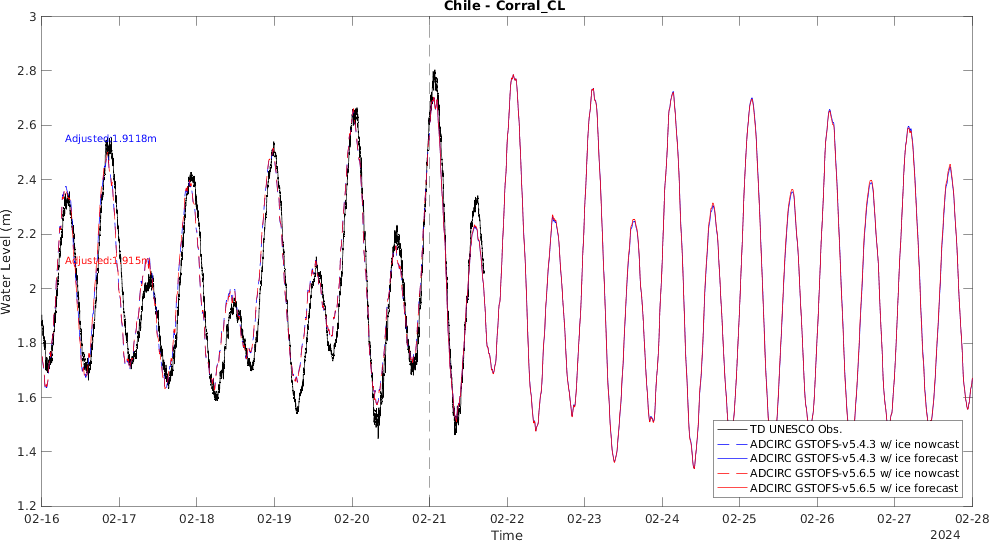 Chile - Corral_CL
3
2.8
2.6
2.4
2.2
2
1.8
1.6
1.4
1.2
Water Level (m)
Adjusted:1.9118m
Adjusted:1.915m
TD UNESCO Obs.
ADCIRC GSTOFS-v5.4.3 w/ ice nowcast
ADCIRC GSTOFS-v5.4.3 w/ ice forecast
ADCIRC GSTOFS-v5.6.5 w/ ice nowcast
ADCIRC GSTOFS-v5.6.5 w/ ice forecast
02-16 02-17 02-18 02-19 02-20 02-21 02-22 02-23 02-24 02-25 02-26 02-27 02-28
Time
2024